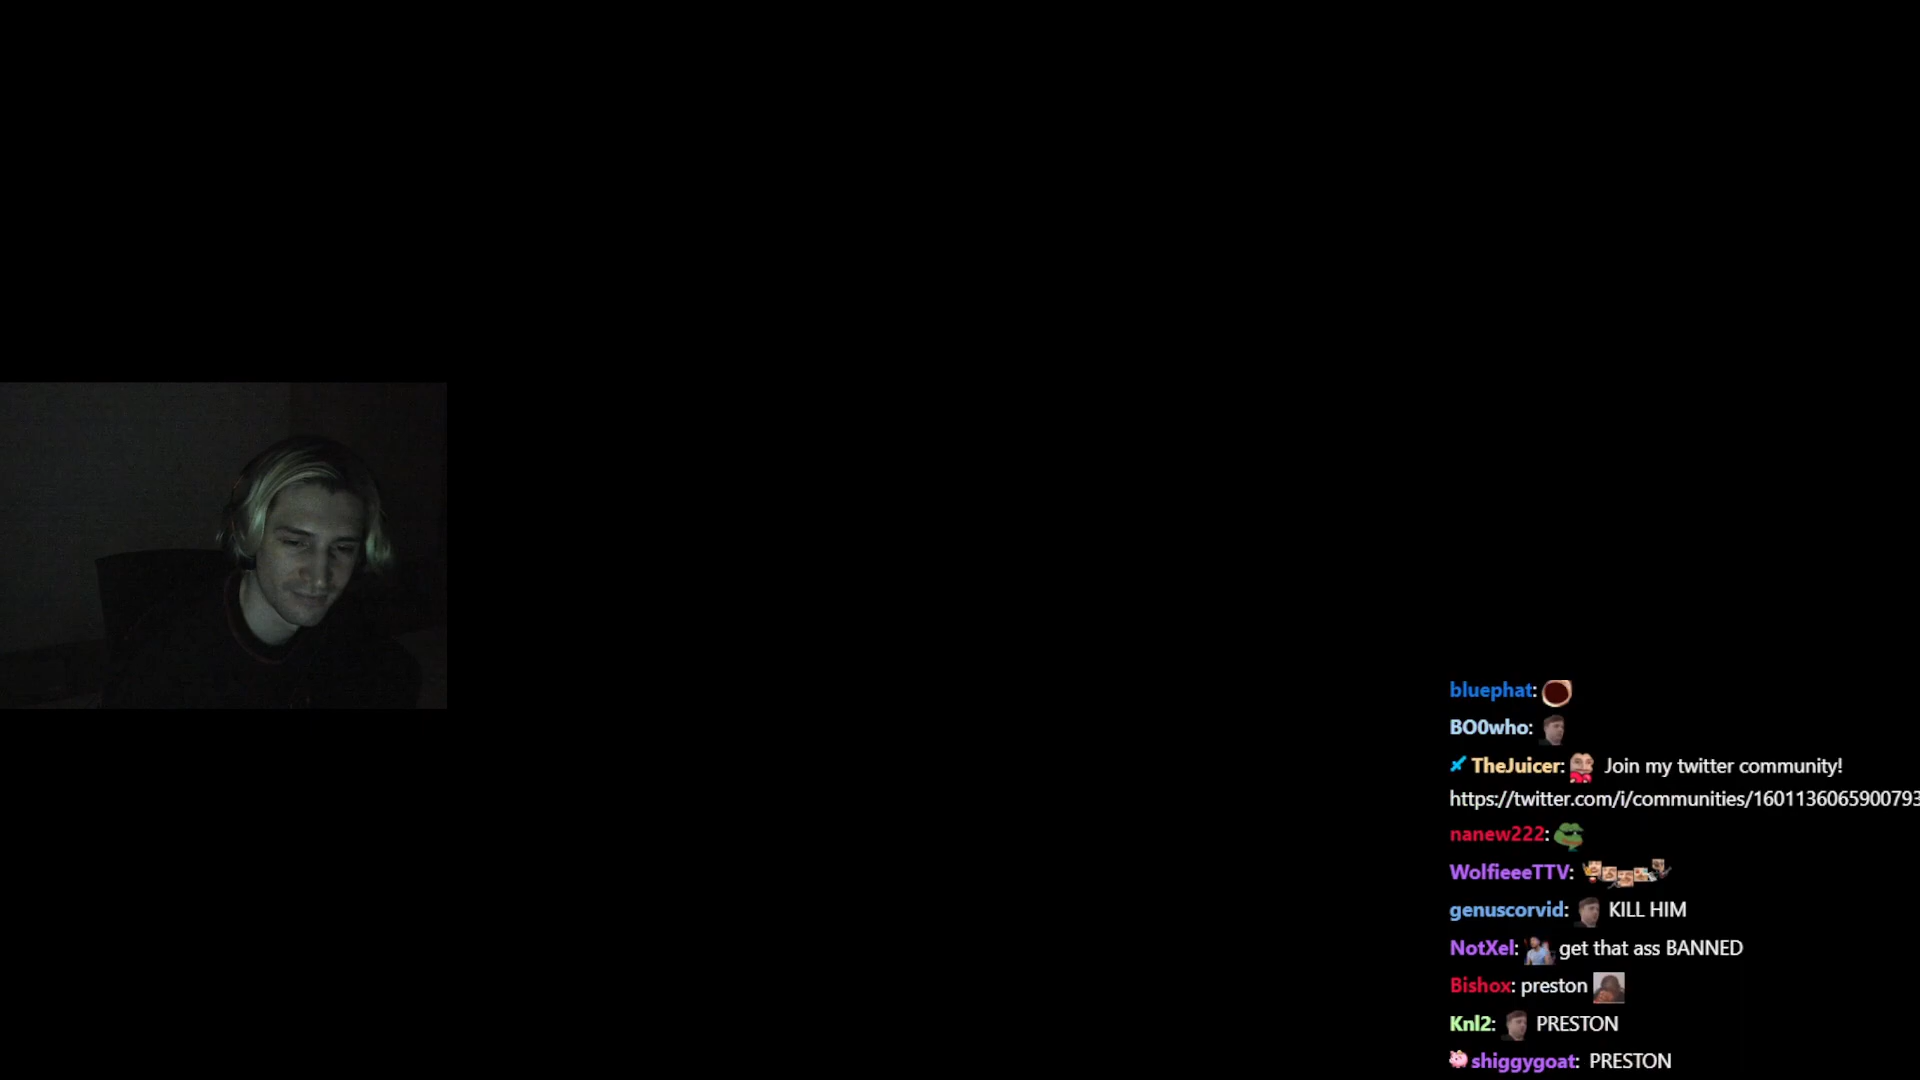 bluephat:
BO0who:
TheJuicer: Join my twitter community!
https://twitter.com/i/communities/1601136065900793
nanew222:
WolfieeeTTV:
genuscorvid: KILL HIM
NotXel: get that ass BANNED
Bishox: preston
Knl2: PRESTON
shiggygoat: PRESTON